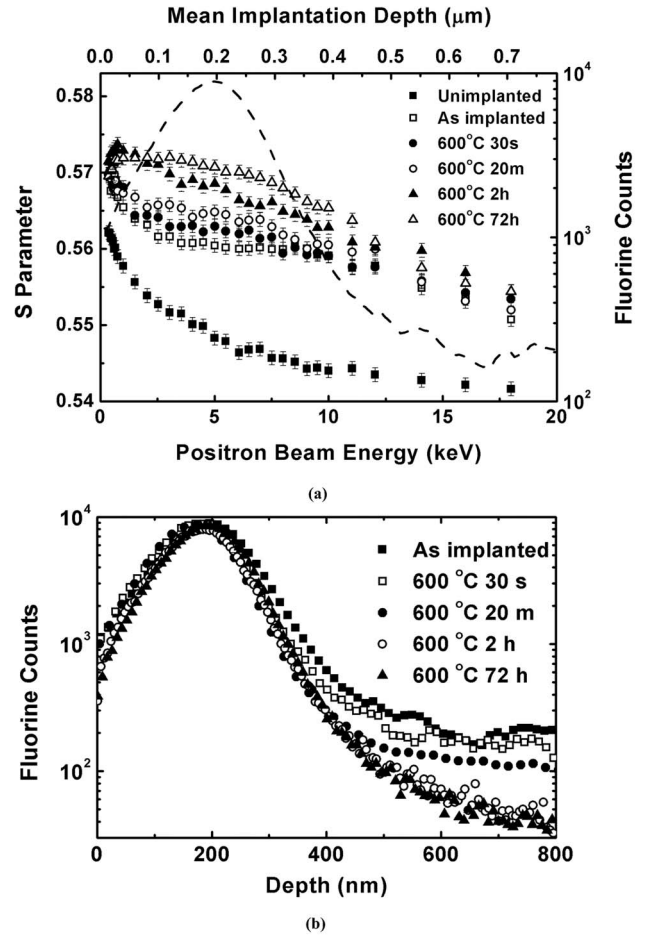 Mean Implantation Depth (μm)
(a)
0.0 0.1 0.2 0.3 0.4 0.5 0.6 0.7
0.58
0.57
0.56
0.55
0.54
S Parameter
Unimplanted
As implanted
600°C 30s
600°C 20m
600°C 2h
600°C 72h
10⁴
10³
10²
Fluorine Counts
0 5 10 15 20
Positron Beam Energy (keV)
(a)
10⁴
10³
10²
Fluorine Counts
As implanted
600 °C 30 s
600 °C 20 m
600 °C 2 h
600 °C 72 h
0 200 400 600 800
Depth (nm)
(b)